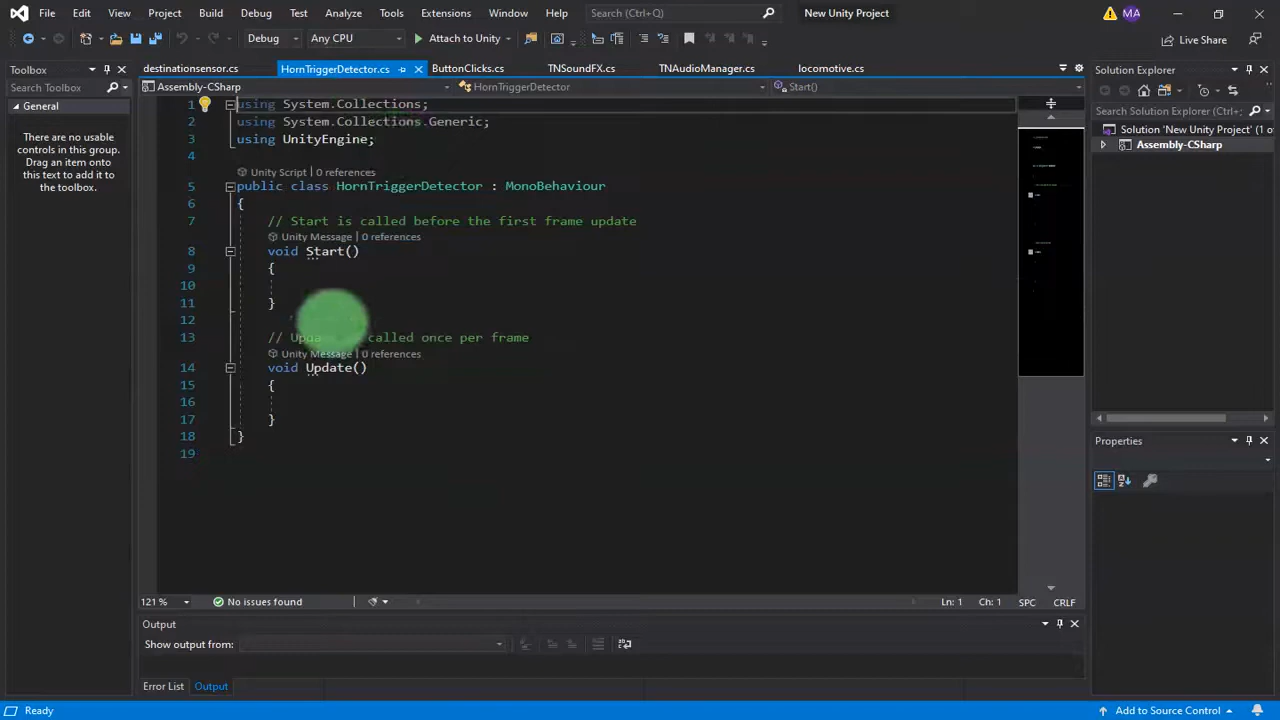 File Edit View Project Build Debug Test Analyze Tools Extensions Window Help Search (Ctrl+Q) New Unity Project MA
Debug Any CPU Attach to Unity Live Share
Toolbox
Search Toolbox
General
There are no usable
controls in this group.
Drag an item onto
this text to add it to
the toolbox.
destinationsensor.cs HornTriggerDetector.cs ButtonClicks.cs TNSoundFX.cs TNAudioManager.cs locomotive.cs
Assembly-CSharp HornTriggerDetector Start()
1 using System.Collections;
2 using System.Collections.Generic;
3 using UnityEngine;
4
Unity Script | 0 references
5 public class HornTriggerDetector : MonoBehaviour
6 {
7 // Start is called before the first frame update
Unity Message | 0 references
8 void Start()
9 {
10
11 }
12
13 // Update called once per frame
Unity Message | 0 references
14 void Update()
15 {
16
17 }
18 }
19
121 % No issues found Ln: 1 Ch: 1 SPC CRLF
Output
Show output from:
Error List Output
Solution Explorer
Search Solution Explorer (Ctrl+;)
Solution 'New Unity Project' (1 o
Assembly-CSharp
Properties
Ready Add to Source Control